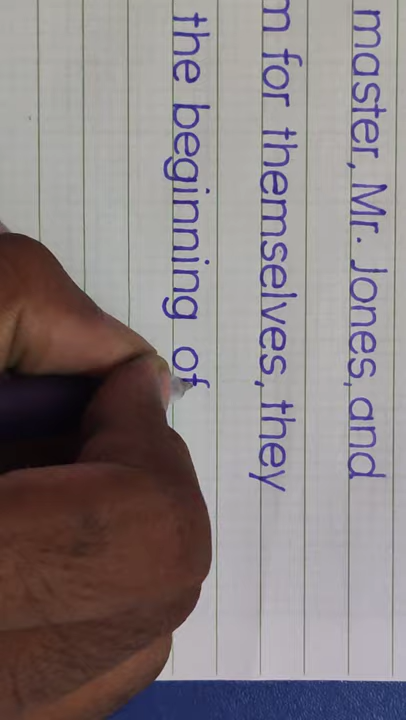 master, Mr. Jones, and
m for themselves, they
the beginning of